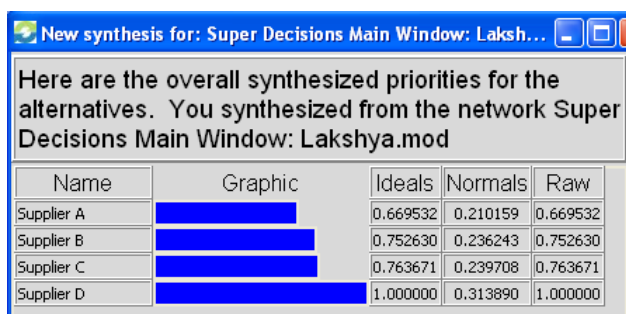 New synthesis for: Super Decisions Main Window: Laksh...
Here are the overall synthesized priorities for the
alternatives. You synthesized from the network Super
Decisions Main Window: Lakshya.mod
Name Graphic Ideals Normals Raw
Supplier A 0.669532 0.210159 0.669532
Supplier B 0.752630 0.236243 0.752630
Supplier C 0.763671 0.239708 0.763671
Supplier D 1.000000 0.313890 1.000000